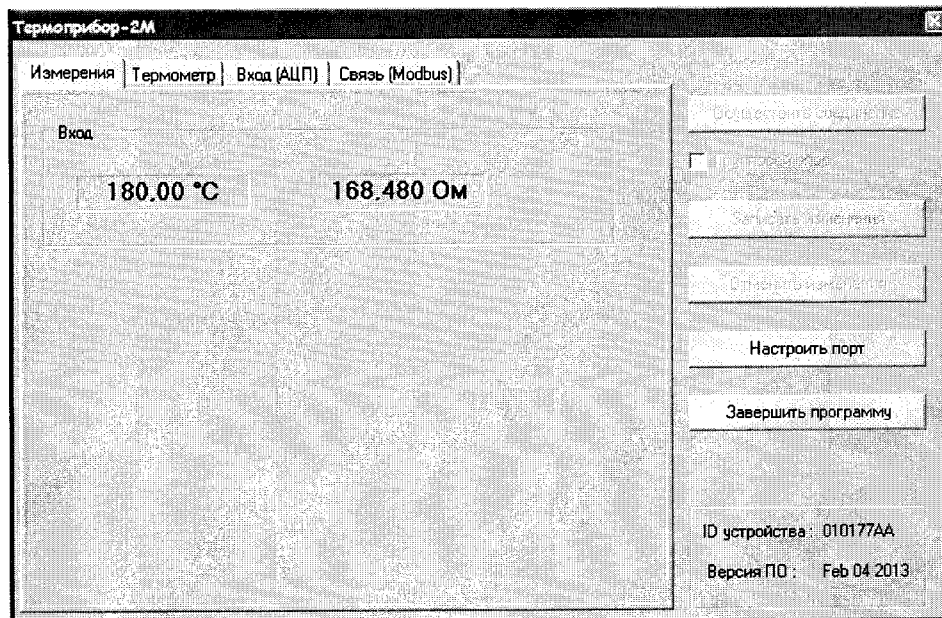 Термоприбор-2М
Измерения Термометр Вход (АЦП) Связь (Modbus)
Вход
180.00 °C 168.480 Ом
Настроить порт
Завершить программу
ID устройства : 010177AA
Версия ПО : Feb 04 2013